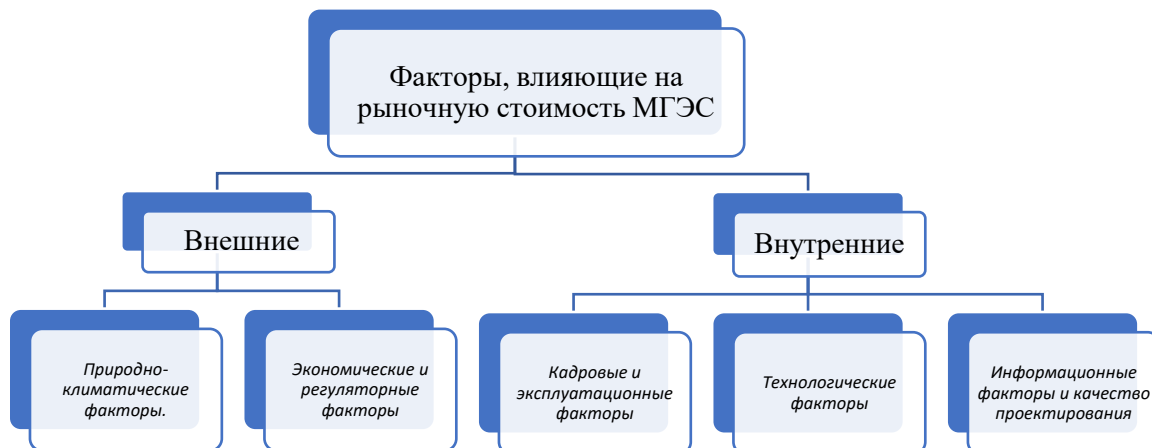 Факторы, влияющие на
рыночную стоимость МГЭС
Внешние
Внутренние
Природно-
климатические
факторы.
Экономические и
регуляторные
факторы
Кадровые и
эксплуатационные
факторы
Технологические
факторы
Информационные
факторы и качество
проектирования